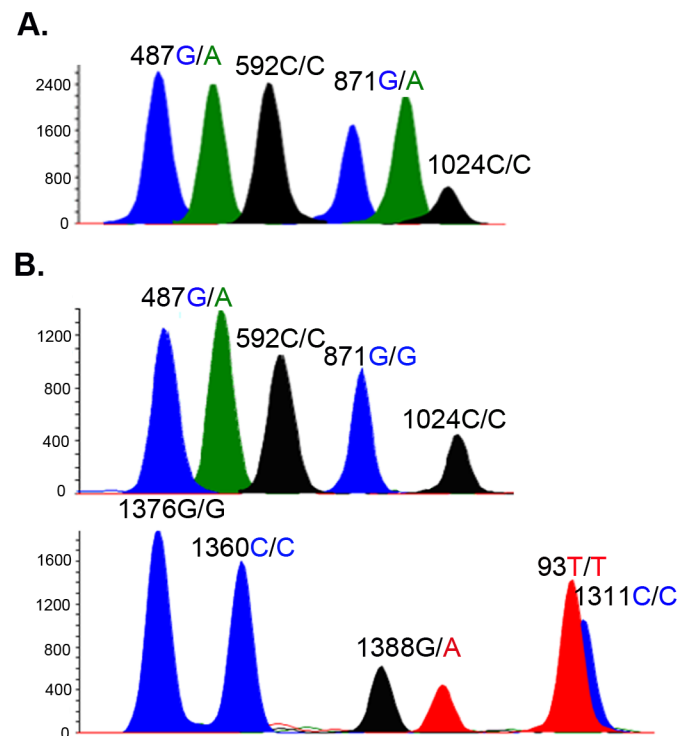 A.
487G/A
592C/C
871G/A
1024C/C
2400
1600
800
0
B.
487G/A
592C/C
871G/G
1024C/C
1200
800
400
0
1376G/G
1360C/C
93T/T
1311C/C
1388G/A
1600
1200
800
400
0